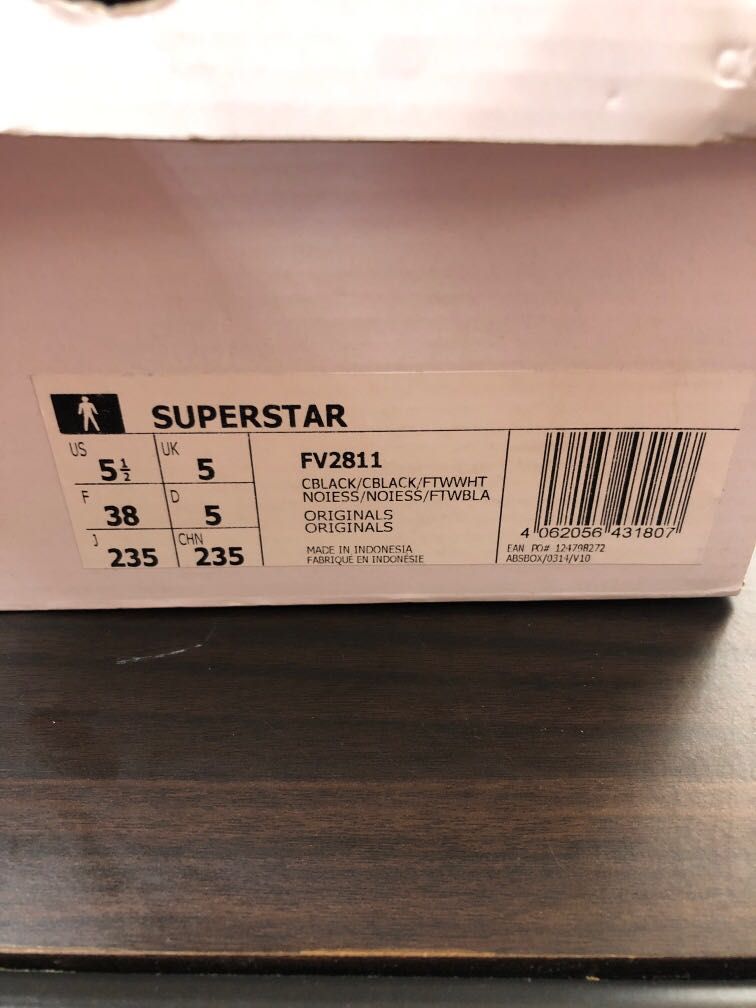 SUPERSTAR
US 5½ UK 5
F 38 D 5
J 235 CHN 235
FV2811
CBLACK/CBLACK/FTWWHT
NOIESS/NOIESS/FTWBLA
ORIGINALS
ORIGINALS
MADE IN INDONESIA
FABRIQUE EN INDONÉSIE
4 062056 431807
EAN PO# 124798272
ABSBOX/0314/V10